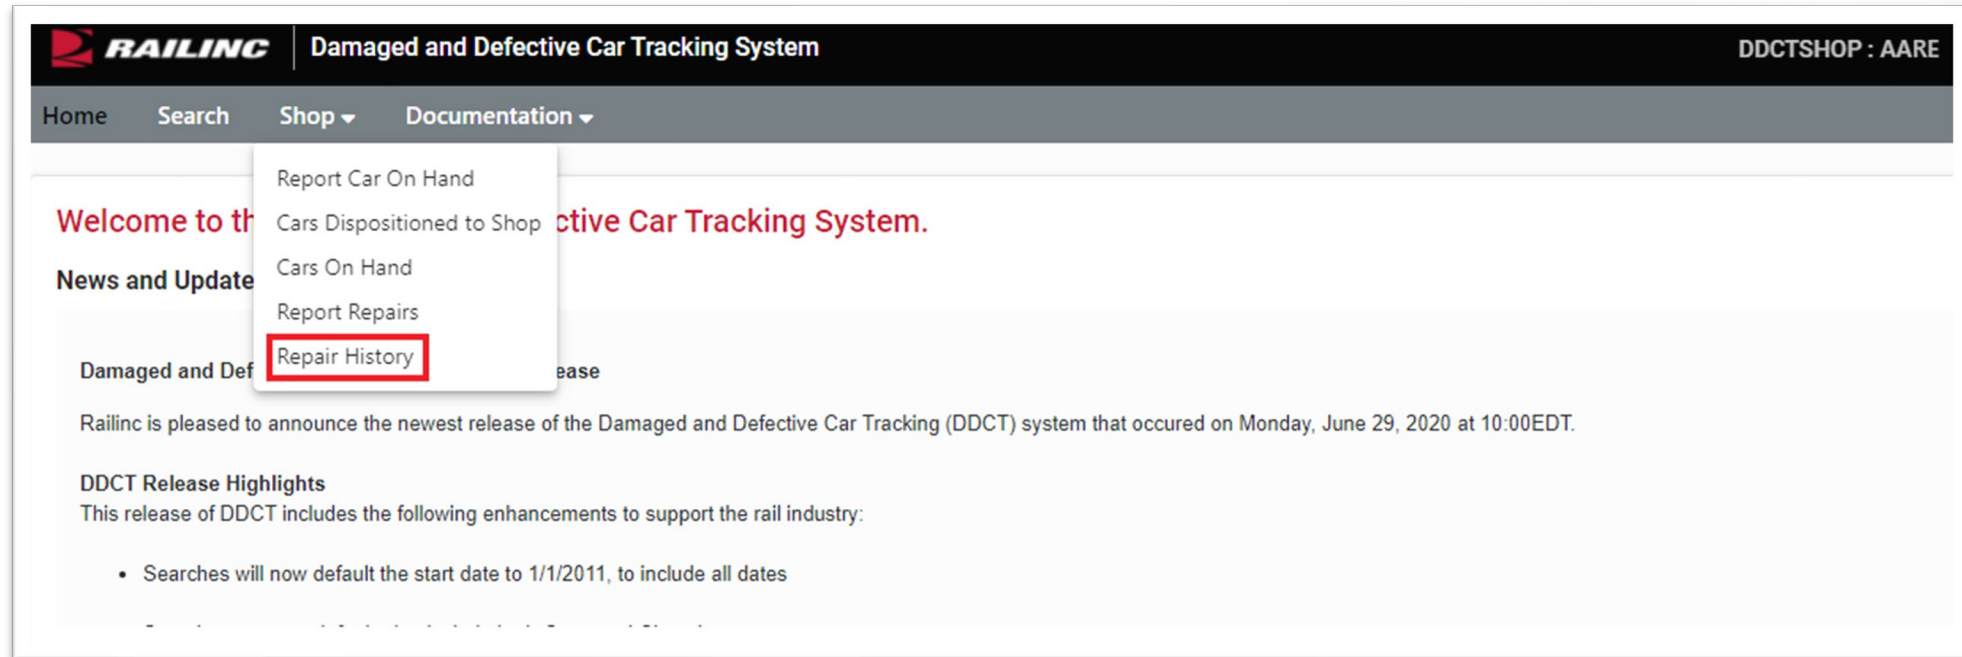 RAILINC Damaged and Defective Car Tracking System DDCTSHOP : AARE
Home Search Shop Documentation
Report Car On Hand
Cars Dispositioned to Shop
Cars On Hand
Report Repairs
Repair History
Welcome to th ctive Car Tracking System.
News and Update
Damaged and Def ease
Railinc is pleased to announce the newest release of the Damaged and Defective Car Tracking (DDCT) system that occured on Monday, June 29, 2020 at 10:00EDT.
DDCT Release Highlights
This release of DDCT includes the following enhancements to support the rail industry:
• Searches will now default the start date to 1/1/2011, to include all dates